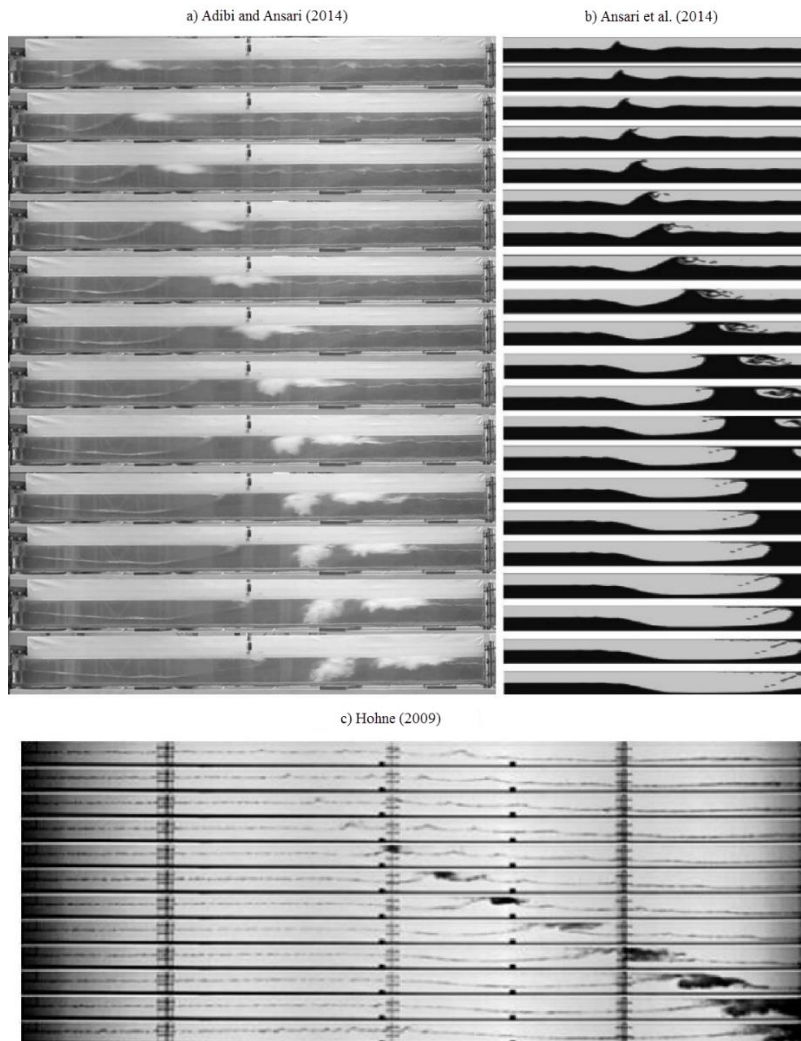 a) Adibi and Ansari (2014)
b) Ansari et al. (2014)
c) Hohne (2009)